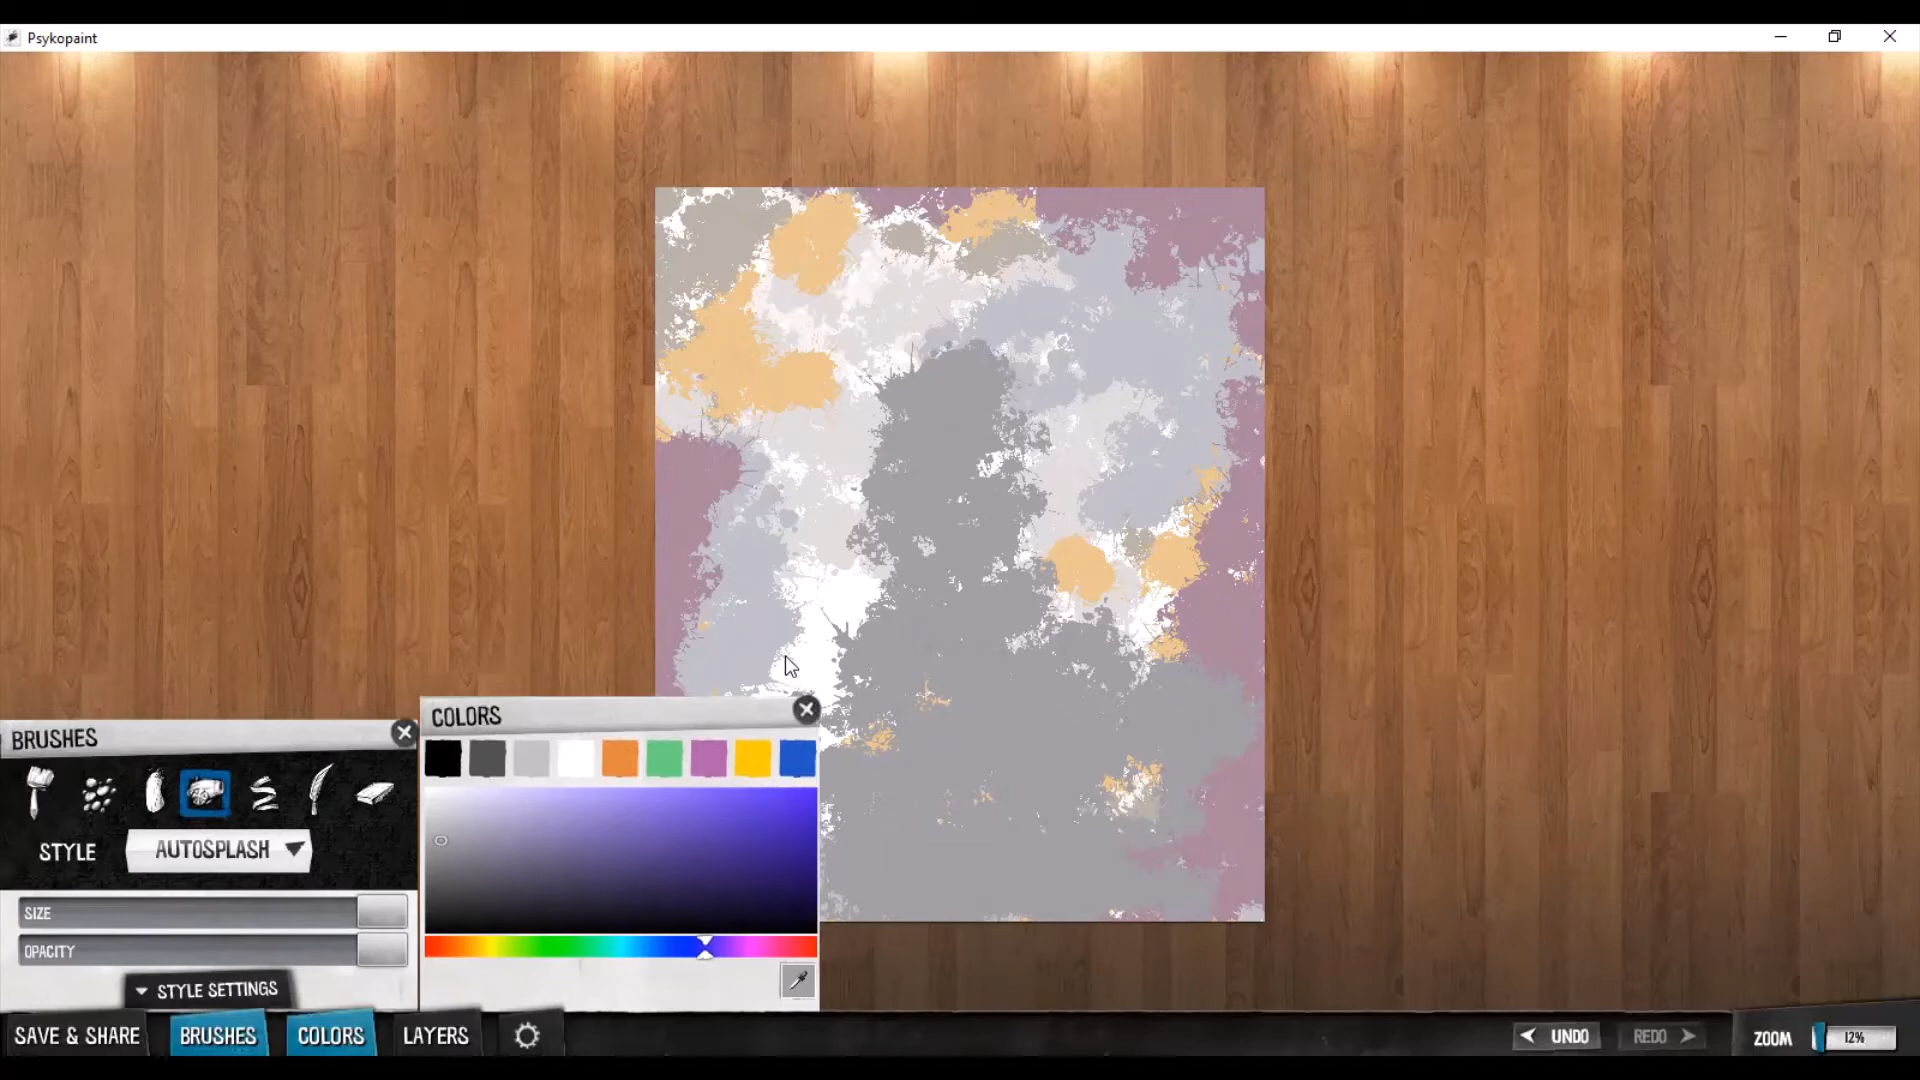 Psykopaint
COLORS
BRUSHES
STYLE
AUTOSPLASH
SIZE
OPACITY
STYLE SETTINGS
SAVE & SHARE
BRUSHES
COLORS
LAYERS
UNDO
REDO
ZOOM
12%